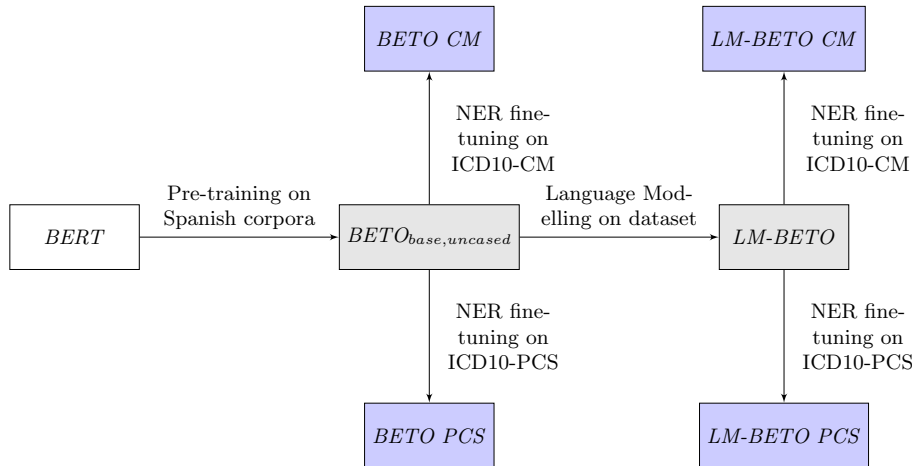 BETO CM
LM-BETO CM
NER fine-
tuning on
ICD10-CM
NER fine-
tuning on
ICD10-CM
Pre-training on
Spanish corpora
Language Mod-
elling on dataset
BERT
BETO_{base,uncased}
LM-BETO
NER fine-
tuning on
ICD10-PCS
NER fine-
tuning on
ICD10-PCS
BETO PCS
LM-BETO PCS